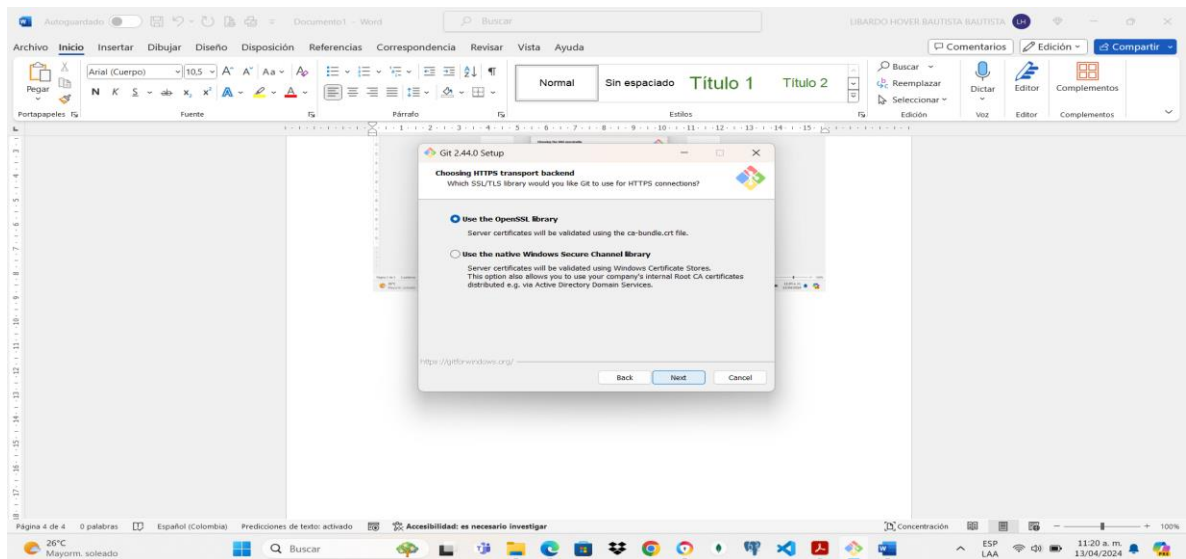 Autoguardado
Documento1 - Word
Buscar
LIBARDO HOVER BAUTISTA BAUTISTA
LH
Archivo Inicio Insertar Dibujar Diseño Disposición Referencias Correspondencia Revisar Vista Ayuda
Comentarios Edición Compartir
Pegar
Arial (Cuerpo) 10,5
N K S ab
Normal
Sin espaciado
Título 1
Título 2
Buscar
Reemplazar
Seleccionar
Dictar
Editor
Complementos
Portapapeles Fuente Párrafo Estilos Edición Voz Editor Complementos
Git 2.44.0 Setup
Choosing HTTPS transport backend
Which SSL/TLS library would you like Git to use for HTTPS connections?
Use the OpenSSL library
Server certificates will be validated using the ca-bundle.crt file.
Use the native Windows Secure Channel library
Server certificates will be validated using Windows Certificate Stores.
This option also allows you to use your company's internal Root CA certificates
distributed e.g. via Active Directory Domain Services.
https://gitforwindows.org/
Back Next Cancel
Página 4 de 4 0 palabras Español (Colombia) Predicciones de texto: activado Accesibilidad: es necesario investigar Concentración 100%
26°C
Mayorm. soleado
Buscar
ESP
LAA
11:20 a. m.
13/04/2024